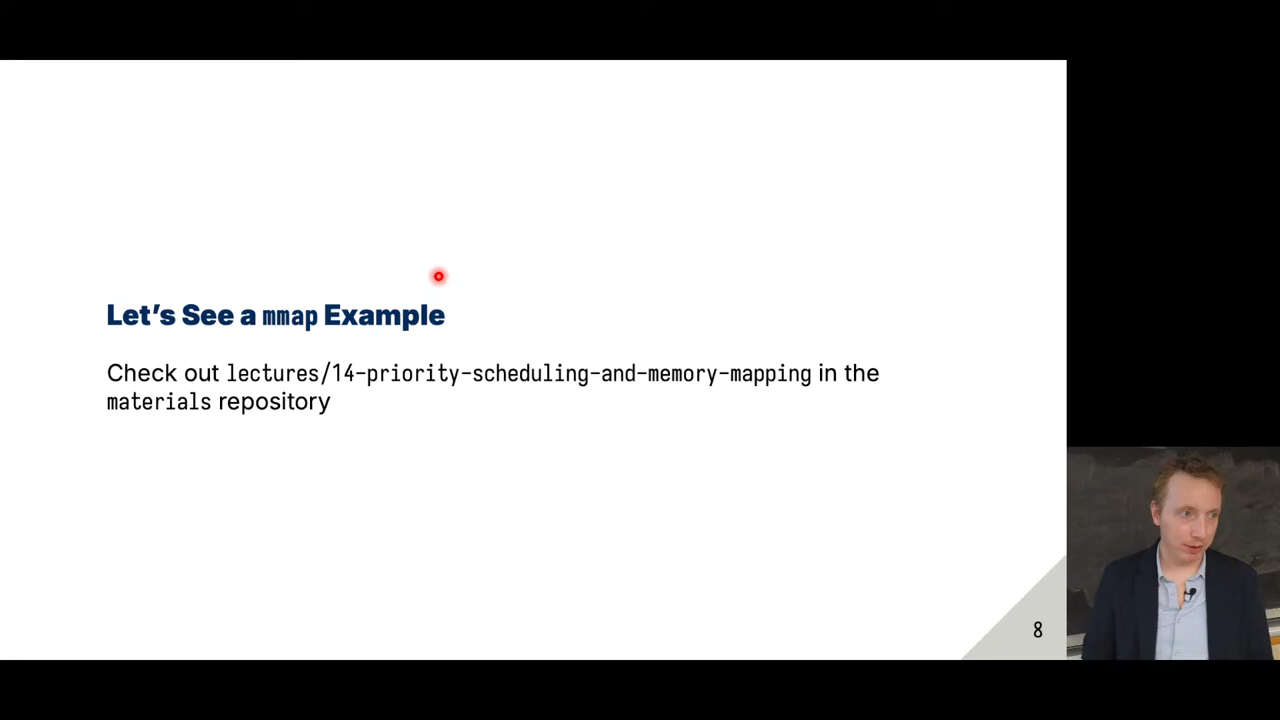 Let’s See a mmap Example
Check out lectures/14-priority-scheduling-and-memory-mapping in the
materials repository
8